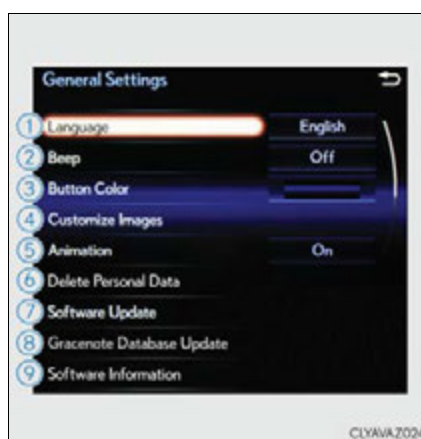 General Settings
1 Language English
2 Beep Off
3 Button Color
4 Customize Images
5 Animation On
6 Delete Personal Data
7 Software Update
8 Gracenote Database Update
9 Software Information
CLYAVAZ024